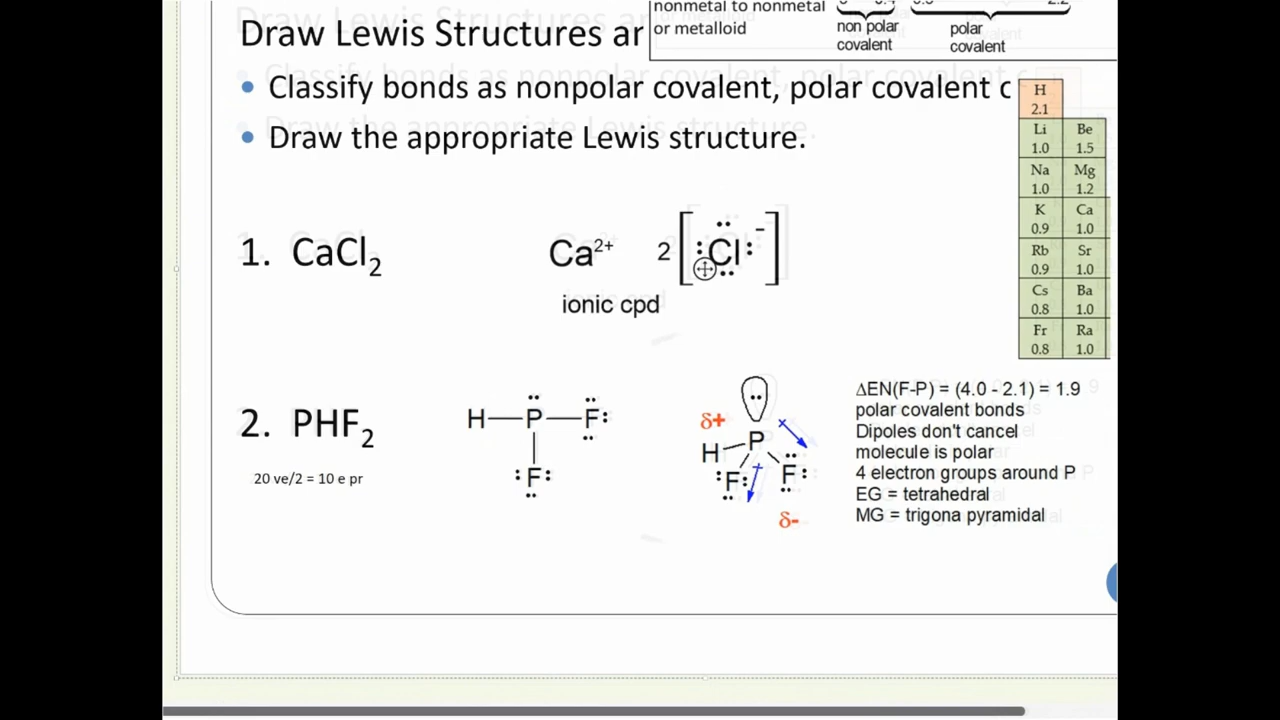 nonmetal to nonmetal
or metalloid
non polar
covalent
polar
covalent
Draw Lewis Structures ar
• Classify bonds as nonpolar covalent, polar covalent c
• Draw the appropriate Lewis structure.
H
2.1
Li Be
1.0 1.5
Na Mg
1.0 1.2
K Ca
0.9 1.0
Rb Sr
0.9 1.0
Cs Ba
0.8 1.0
Fr Ra
0.8 1.0
1. CaCl₂ Ca²⁺ 2 [:Cl:]⁻
ionic cpd
2. PHF₂
20 ve/2 = 10 e pr
H—P—F:
:F:
δ+
P
H
:F: F:
δ-
ΔEN(F-P) = (4.0 - 2.1) = 1.9
polar covalent bonds
Dipoles don't cancel
molecule is polar
4 electron groups around P
EG = tetrahedral
MG = trigona pyramidal